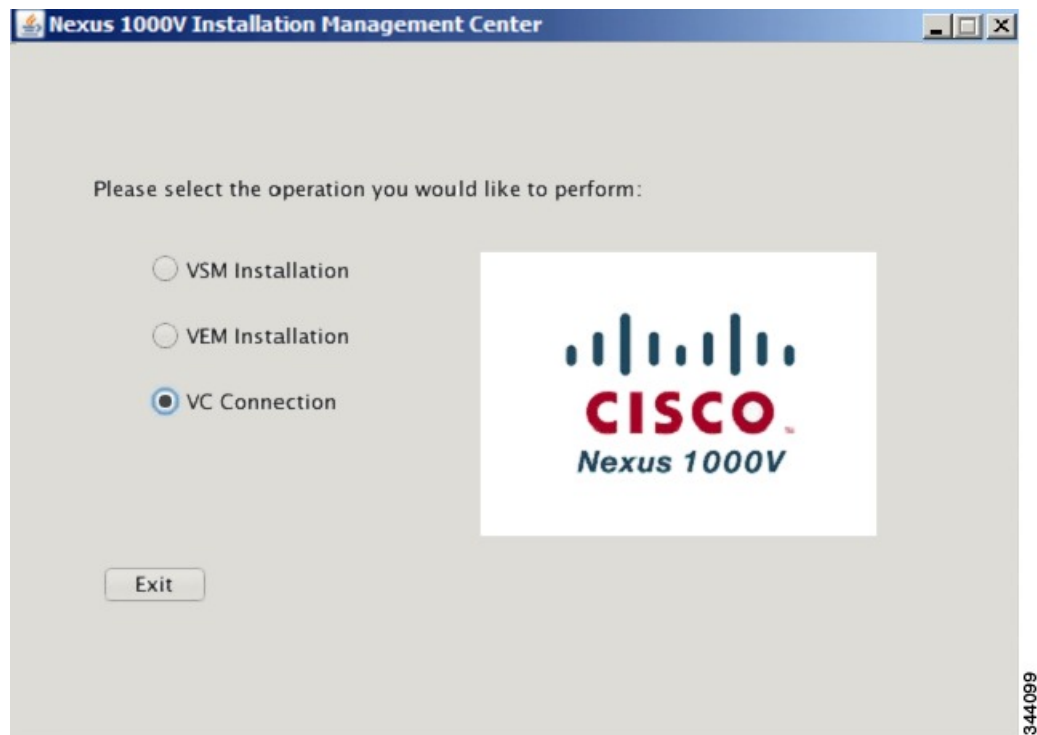 Nexus 1000V Installation Management Center
Please select the operation you would like to perform:
VSM Installation
VEM Installation
VC Connection
CISCO™
Nexus 1000V
Exit
344099